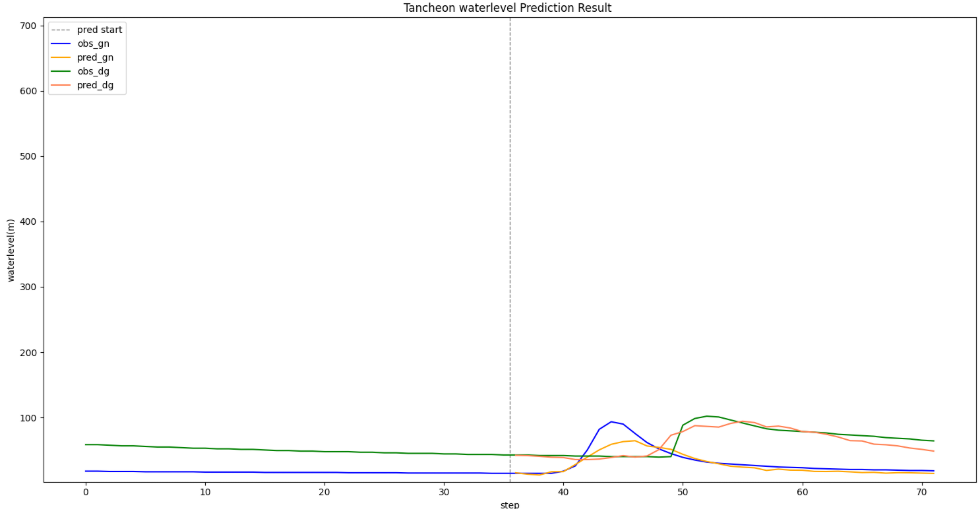 Tancheon waterlevel Prediction Result
pred start
obs_gn
pred_gn
obs_dg
pred_dg
700
600
500
400
300
200
100
waterlevel(m)
0
10
20
30
40
50
60
70
step